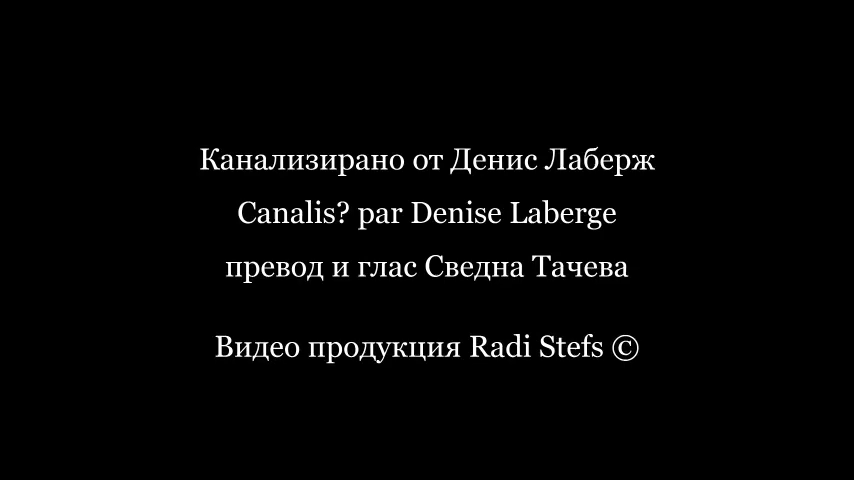 Канализирано от Денис Лаберж
Canalis? par Denise Laberge
превод и глас Сведна Тачева
Видео продукция Radi Stefs ©